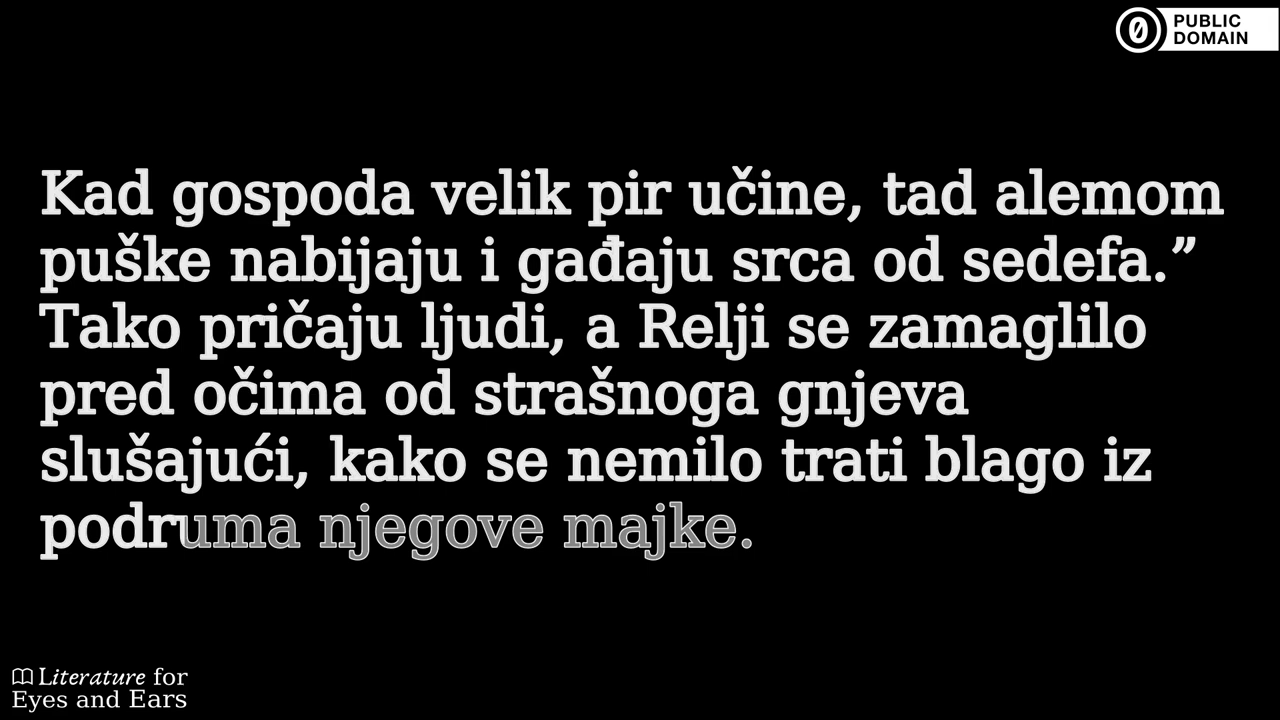 PUBLIC
DOMAIN
Kad gospoda velik pir učine, tad alemom
puške nabijaju i gađaju srca od sedefa.”
Tako pričaju ljudi, a Relji se zamaglilo
pred očima od strašnoga gnjeva
slušajući, kako se nemilo trati blago iz
podruma njegove majke.
Literature for
Eyes and Ears